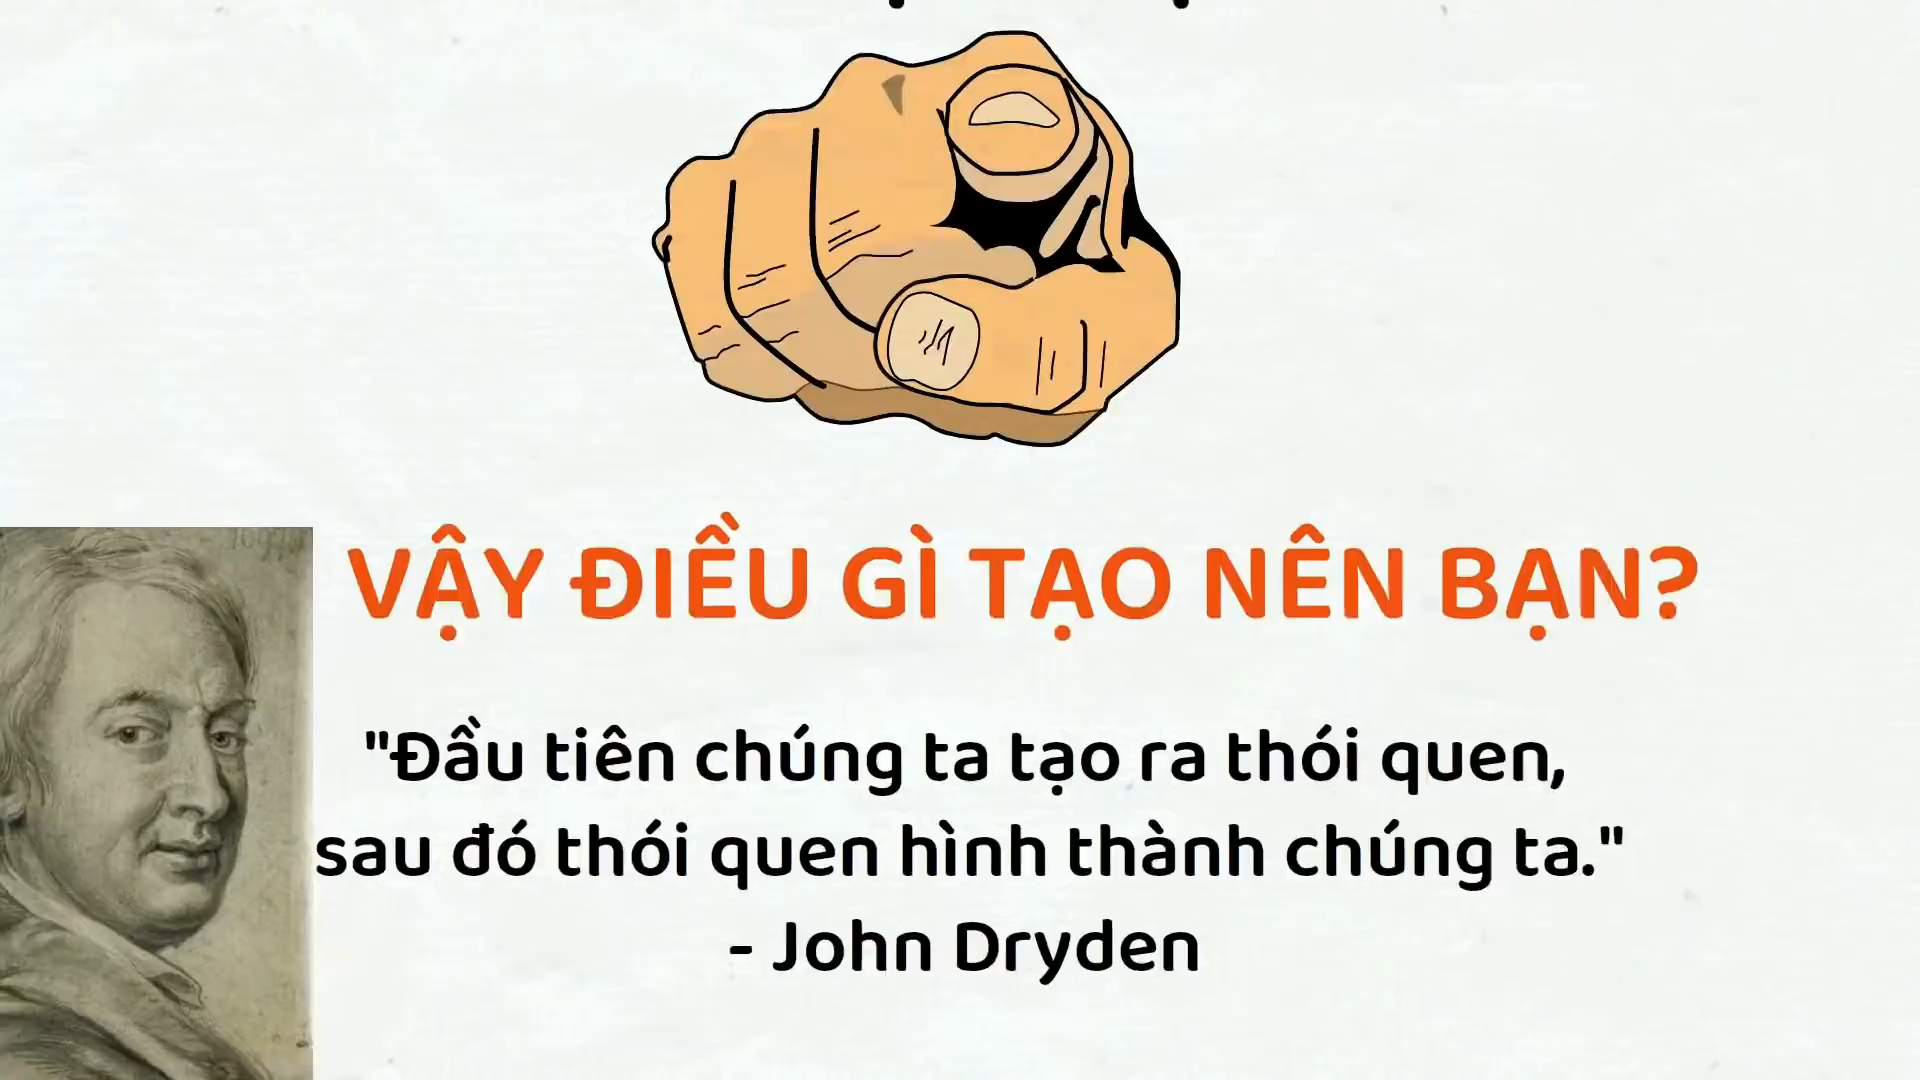 VẬY ĐIỀU GÌ TẠO NÊN BẠN?
"Đầu tiên chúng ta tạo ra thói quen,
sau đó thói quen hình thành chúng ta."
- John Dryden